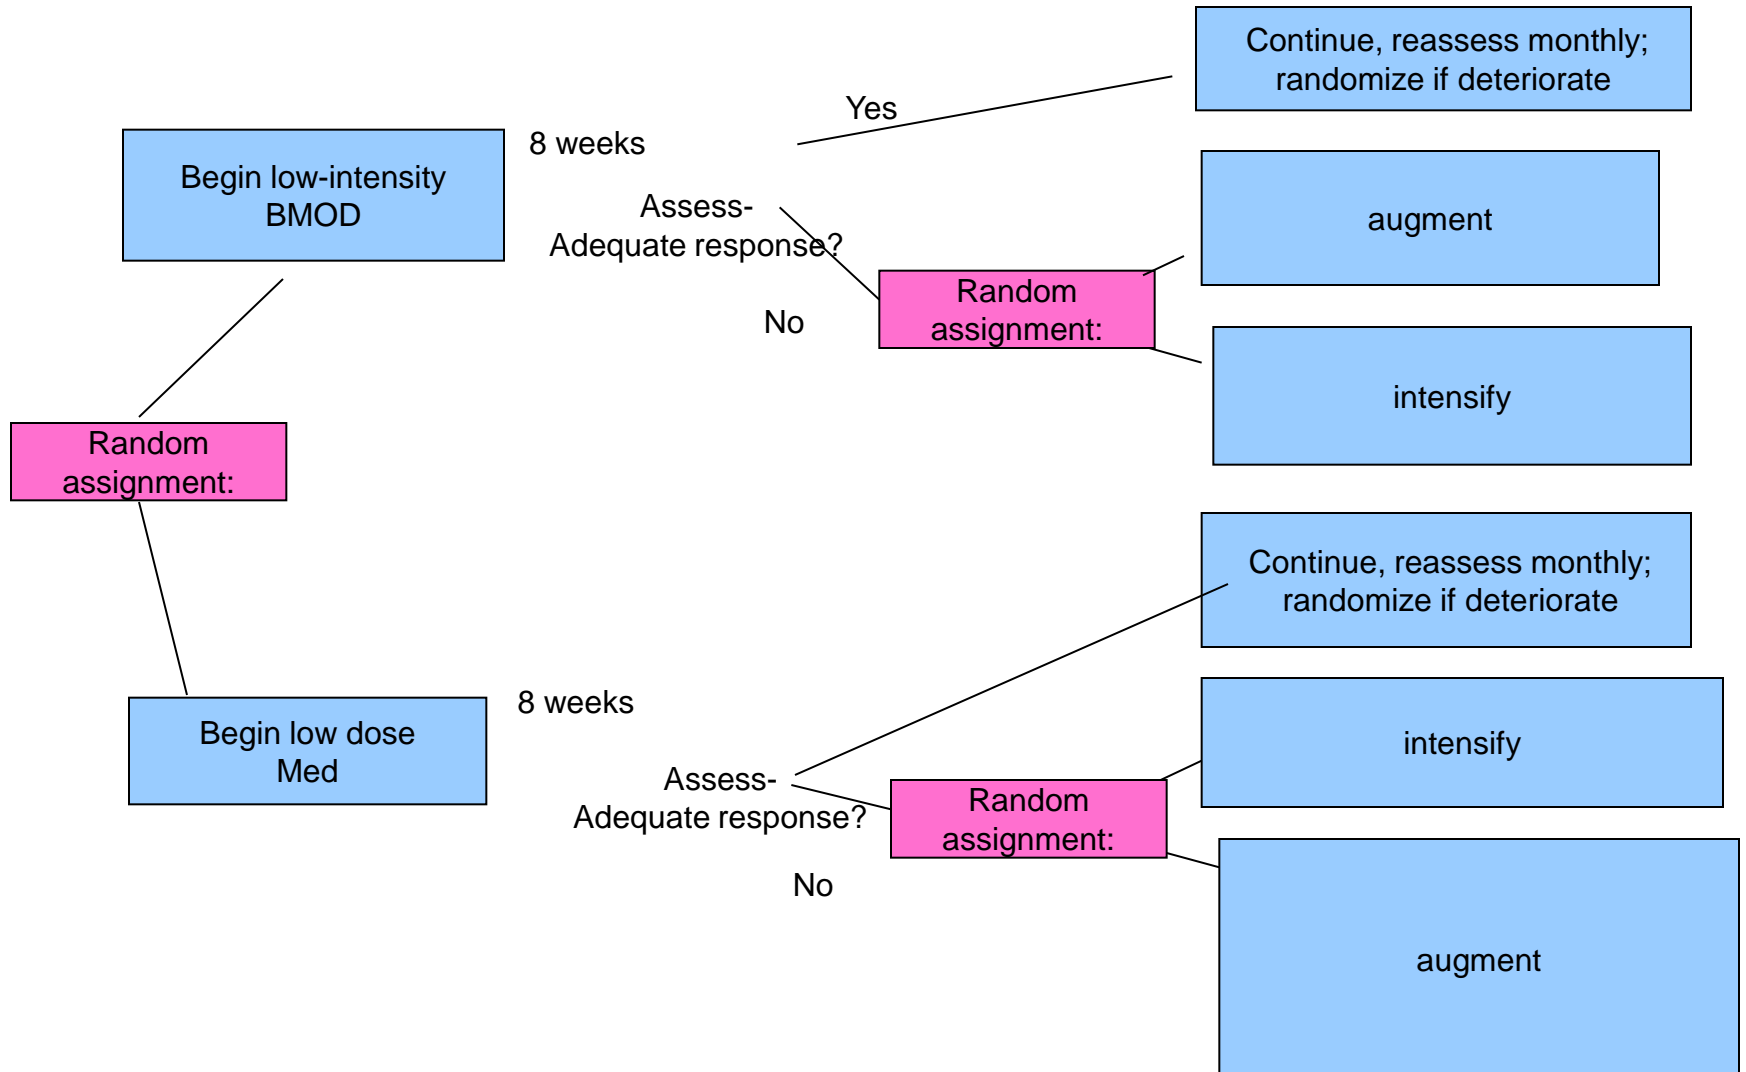 Continue, reassess monthly;
randomize if deteriorate
Yes
8 weeks
Begin low-intensity
BMOD
Assess-
Adequate response?
augment
Random
assignment:
No
intensify
Random
assignment:
Continue, reassess monthly;
randomize if deteriorate
8 weeks
Begin low dose
Med
intensify
Assess-
Adequate response?
Random
assignment:
No
augment